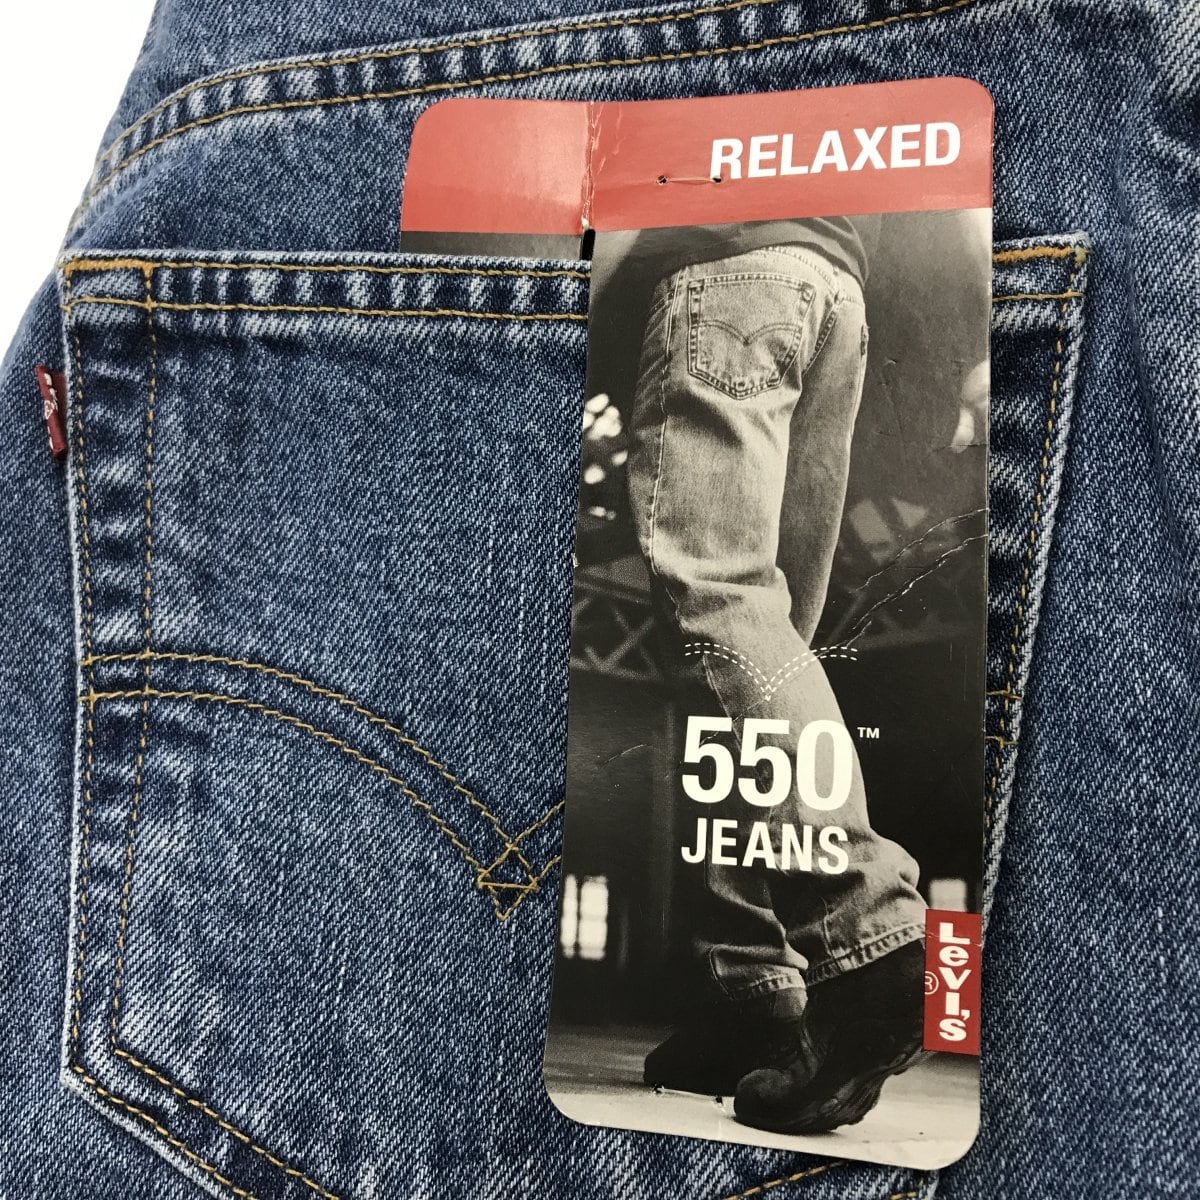 RELAXED
550™
JEANS
Levi's
®